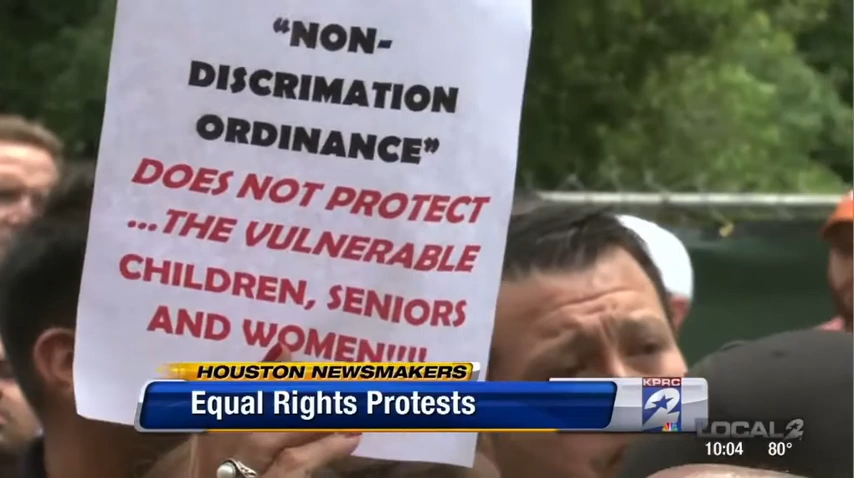 “NON-
DISCRIMATION
ORDINANCE”
DOES NOT PROTECT
...THE VULNERABLE
CHILDREN, SENIORS
AND WOMEN!!!!
HOUSTON NEWSMAKERS
Equal Rights Protests
KPRC
2
LOCAL 2
10:04 80°